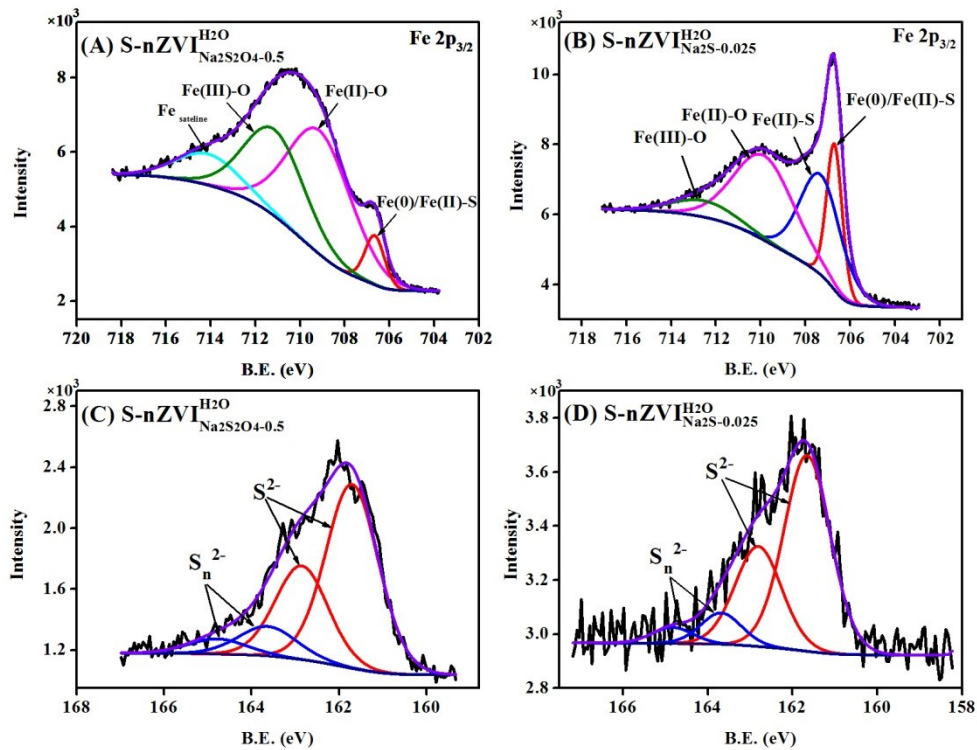 ×10³
(A) S-nZVI H2O Na2S2O4-0.5
Fe 2p3/2
8
6
4
2
Fe(III)-O
Fe(II)-O
Fe sateline
Fe(0)/Fe(II)-S
Intensity
720 718 716 714 712 710 708 706 704 702
B.E. (eV)
×10³
(B) S-nZVI H2O Na2S-0.025
Fe 2p3/2
10
8
6
4
Fe(0)/Fe(II)-S
Fe(II)-O
Fe(II)-S
Fe(III)-O
Intensity
718 716 714 712 710 708 706 704 702
B.E. (eV)
×10³
(C) S-nZVI H2O Na2S2O4-0.5
2.8
2.4
2.0
1.6
1.2
S²⁻
Sn²⁻
Intensity
168 166 164 162 160
B.E. (eV)
×10³
(D) S-nZVI H2O Na2S-0.025
3.8
3.6
3.4
3.2
3.0
2.8
S²⁻
Sn²⁻
Intensity
166 164 162 160 158
B.E. (eV)